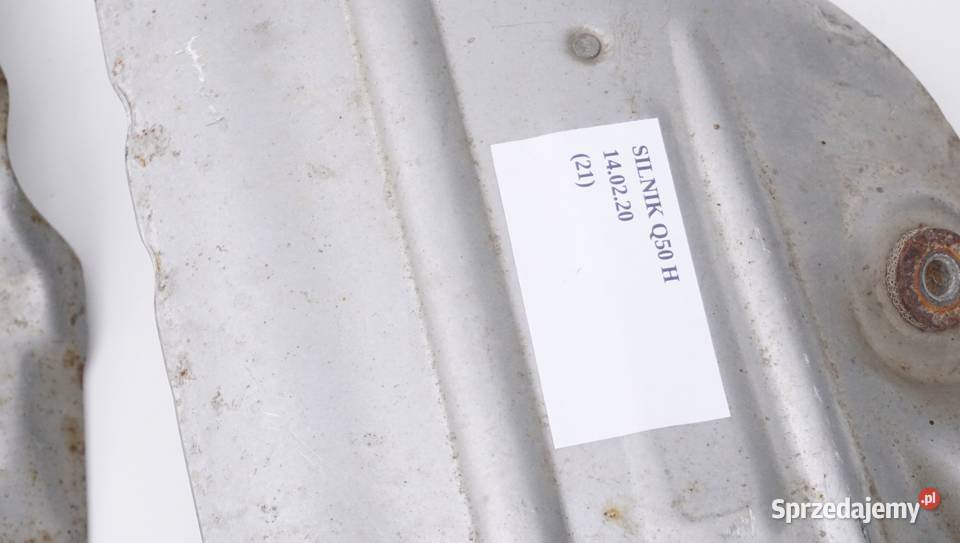 SILNIK Q50 H
14.02.20
(21)
Sprzedajemy.pl